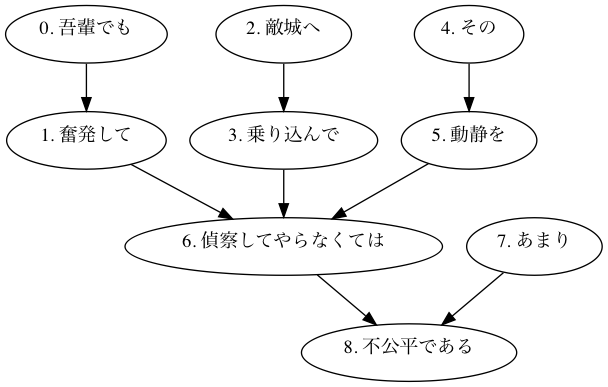 0. 吾輩でも
2. 敵城へ
4. その
1. 奮発して
3. 乗り込んで
5. 動静を
6. 偵察してやらなくては
7. あまり
8. 不公平である